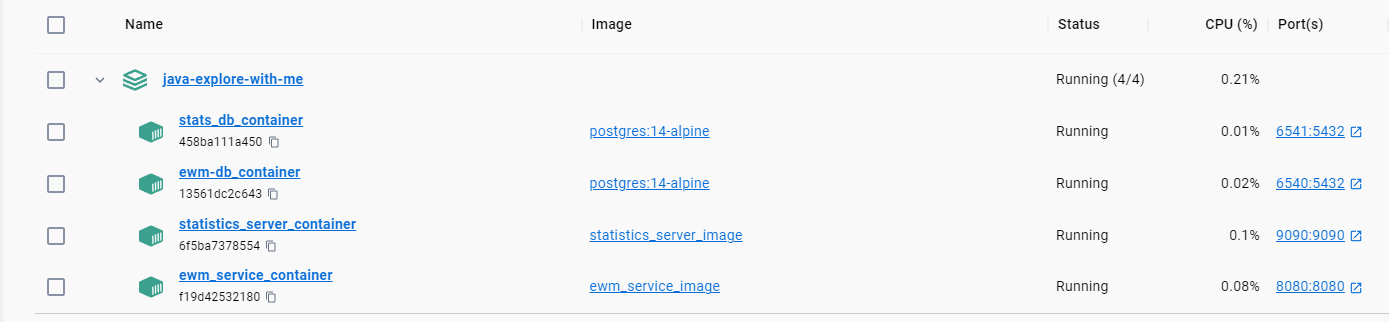 Name Image Status CPU (%) Port(s)
java-explore-with-me Running (4/4) 0.21%
stats_db_container
458ba111a450
postgres:14-alpine Running 0.01% 6541:5432
ewm-db_container
13561dc2c643
postgres:14-alpine Running 0.02% 6540:5432
statistics_server_container
6f5ba7378554
statistics_server_image Running 0.1% 9090:9090
ewm_service_container
f19d42532180
ewm_service_image Running 0.08% 8080:8080